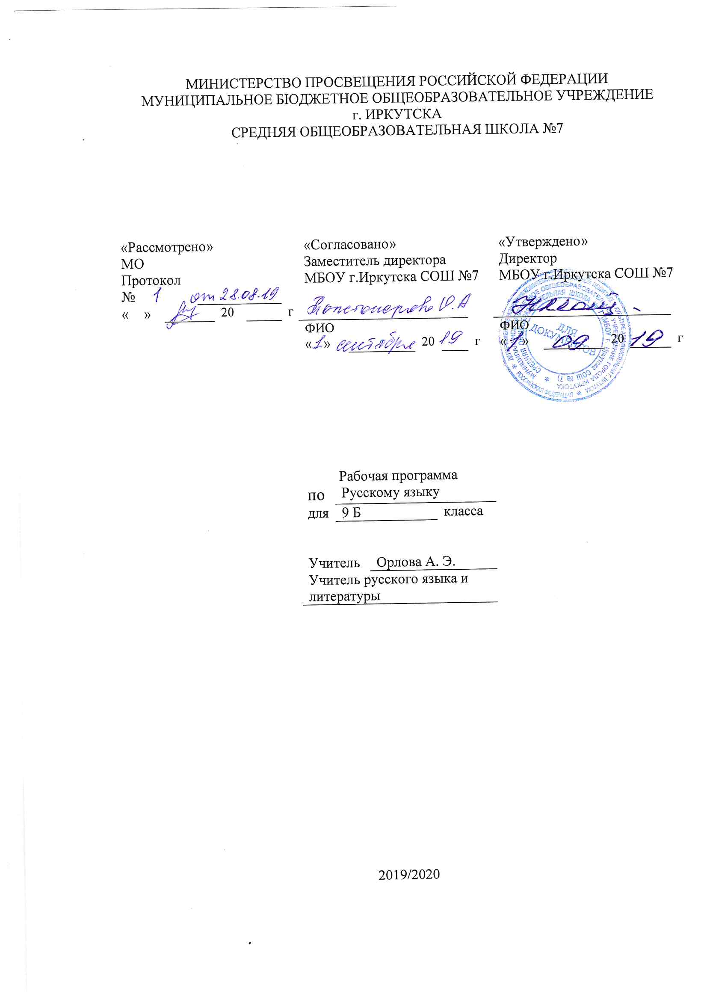 МИНИСТЕРСТВО ПРОСВЕЩЕНИЯ РОССИЙСКОЙ ФЕДЕРАЦИИ
МУНИЦИПАЛЬНОЕ БЮДЖЕТНОЕ ОБЩЕОБРАЗОВАТЕЛЬНОЕ УЧРЕЖДЕНИЕ
г. ИРКУТСКА
СРЕДНЯЯ ОБЩЕОБРАЗОВАТЕЛЬНАЯ ШКОЛА №7
«Рассмотрено»
МО
Протокол
№ 1 от 28.08.19
« » 20 г
«Согласовано»
Заместитель директора
МБОУ г.Иркутска СОШ №7
О.А
ФИО
«1» сентября 20 19 г
«Утверждено»
Директор
МБОУ г.Иркутска СОШ №7
ФИО
«1» 09 20 19 г
ДЛЯ
ДОКУМЕНТОВ
Рабочая программа
по Русскому языку
для 9 Б класса
Учитель Орлова А. Э.
Учитель русского языка и
литературы
2019/2020